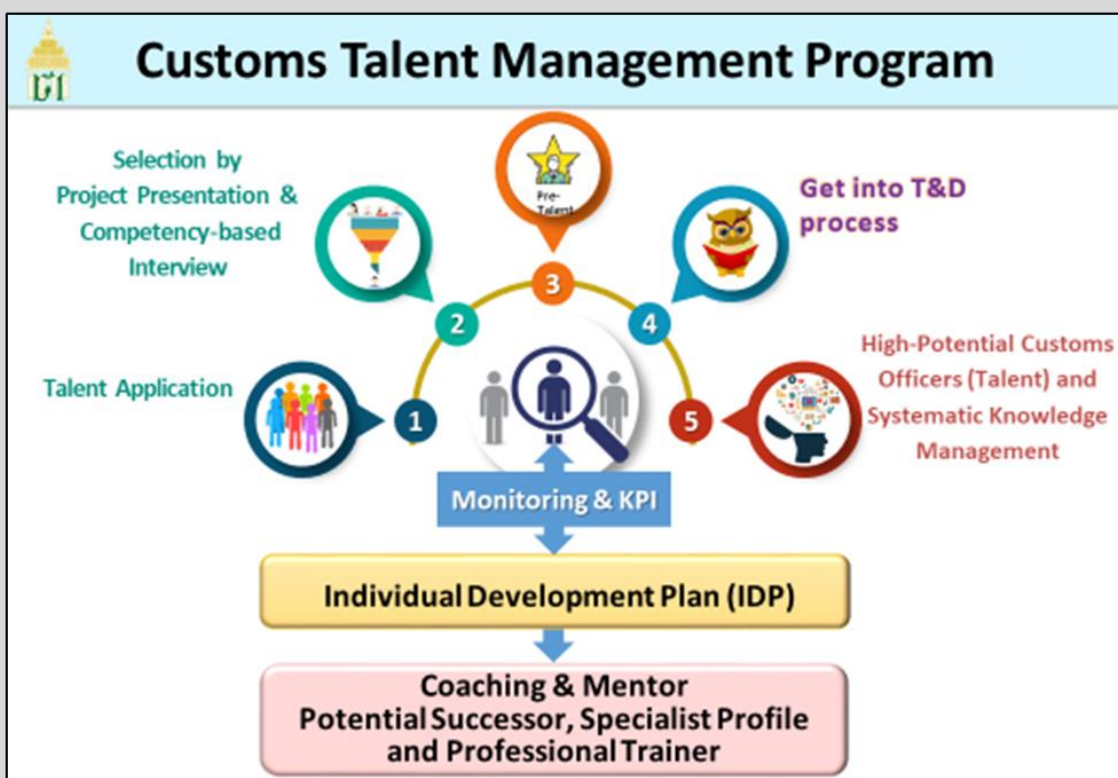 Customs Talent Management Program
Selection by
Project Presentation &
Competency-based
Interview
Pre-
Talent
Get into T&D
process
3
2
4
Talent Application
1
5
High-Potential Customs
Officers (Talent) and
Systematic Knowledge
Management
Monitoring & KPI
Individual Development Plan (IDP)
Coaching & Mentor
Potential Successor, Specialist Profile
and Professional Trainer